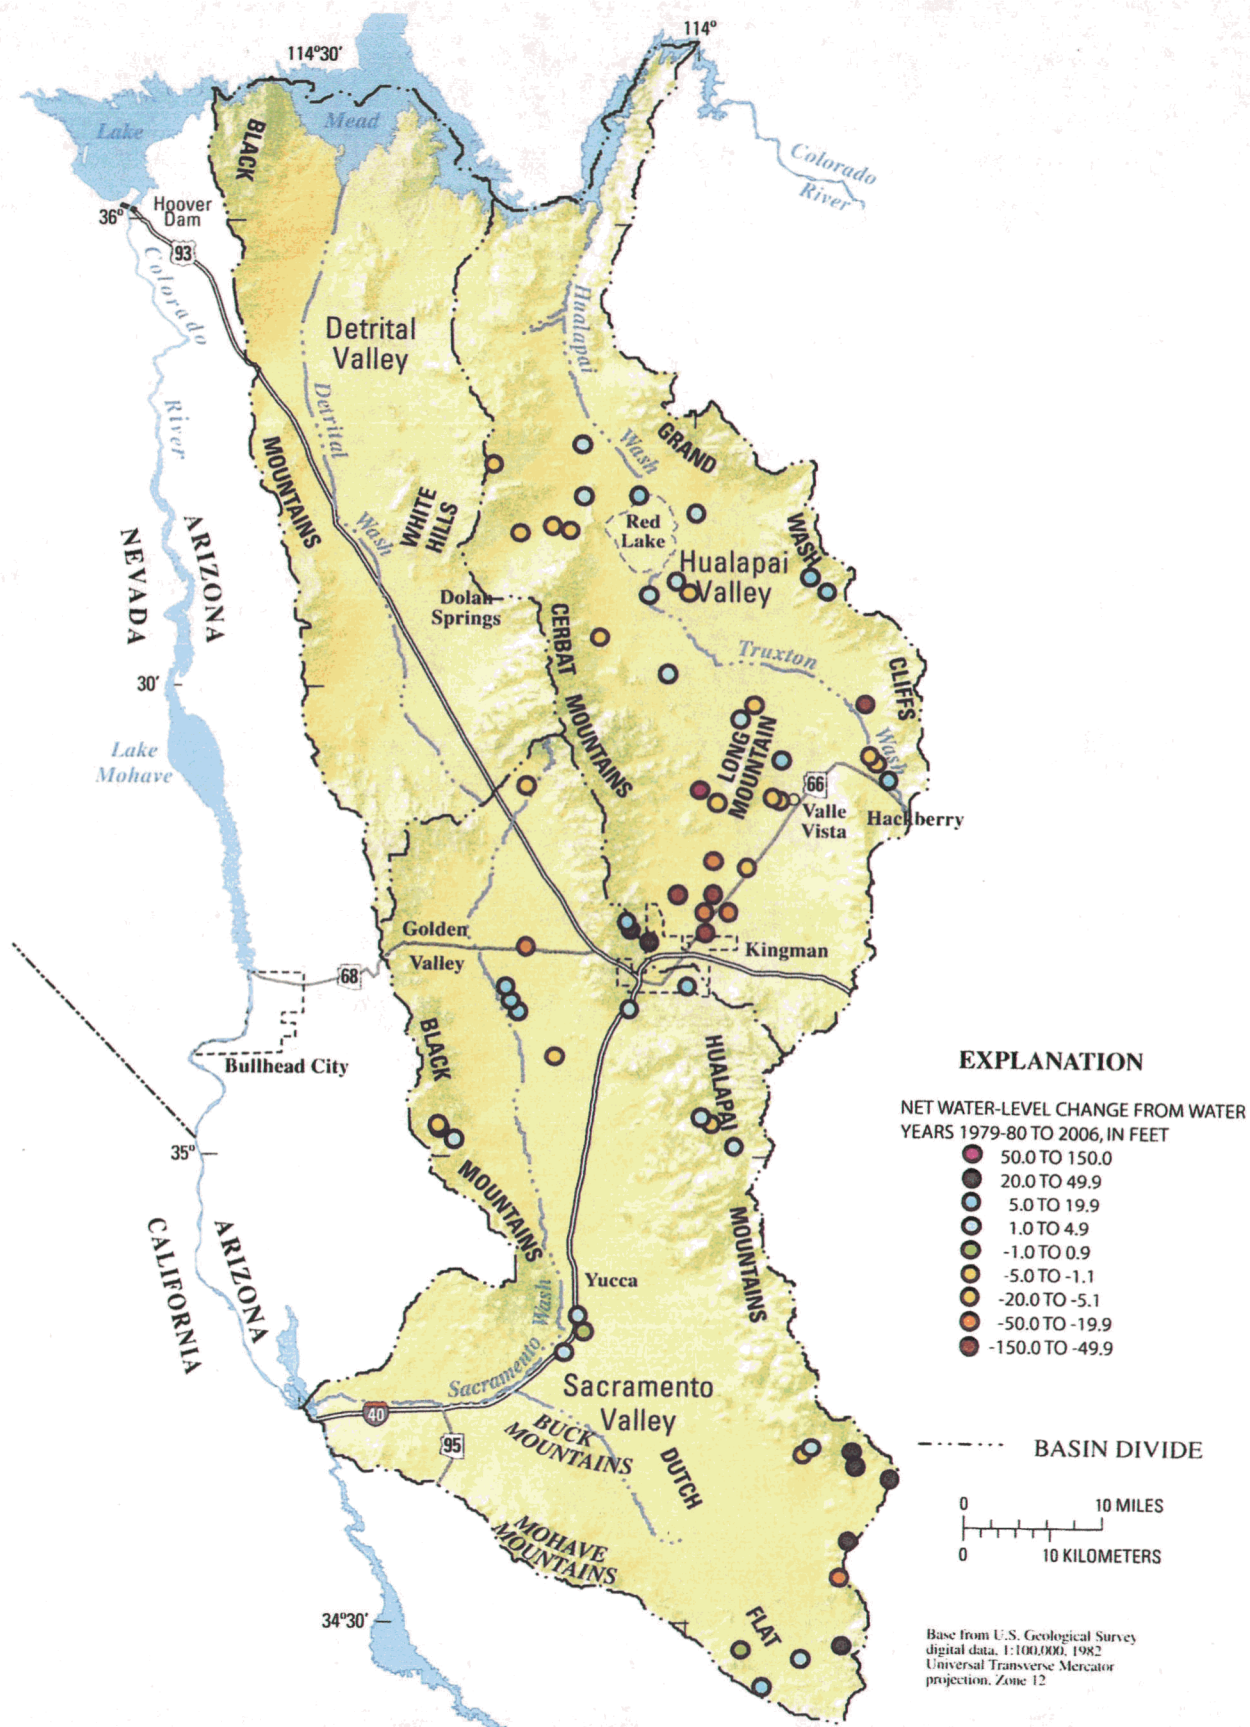 114°
114°30'
Lake
Mead
BLACK
Colorado
River
Hoover
Dam
36°
93
Colorado
River
Hualapai
Wash
Detrital
Valley
Detrital
Wash
MOUNTAINS
GRAND
WASH
CLIFFS
WHITE
HILLS
Red
Lake
Hualapai
Valley
ARIZONA
NEVADA
Dolan
Springs
CERBAT
MOUNTAINS
Truxton
Wash
30'
Lake
Mohave
LONG
MOUNTAIN
66
Valle
Vista
Hackberry
Golden
Valley
Kingman
68
BLACK
MOUNTAINS
Bullhead City
HUALAPAI
MOUNTAINS
35°
ARIZONA
CALIFORNIA
Yucca
Sacramento
Wash
Sacramento
Valley
40
95
BUCK
MOUNTAINS
DUTCH
FLAT
MOHAVE
MOUNTAINS
34°30'
EXPLANATION
NET WATER-LEVEL CHANGE FROM WATER
YEARS 1979-80 TO 2006, IN FEET
50.0 TO 150.0
20.0 TO 49.9
5.0 TO 19.9
1.0 TO 4.9
-1.0 TO 0.9
-5.0 TO -1.1
-20.0 TO -5.1
-50.0 TO -19.9
-150.0 TO -49.9
BASIN DIVIDE
0 10 MILES
0 10 KILOMETERS
Base from U.S. Geological Survey
digital data, 1:100,000, 1982
Universal Transverse Mercator
projection, Zone 12